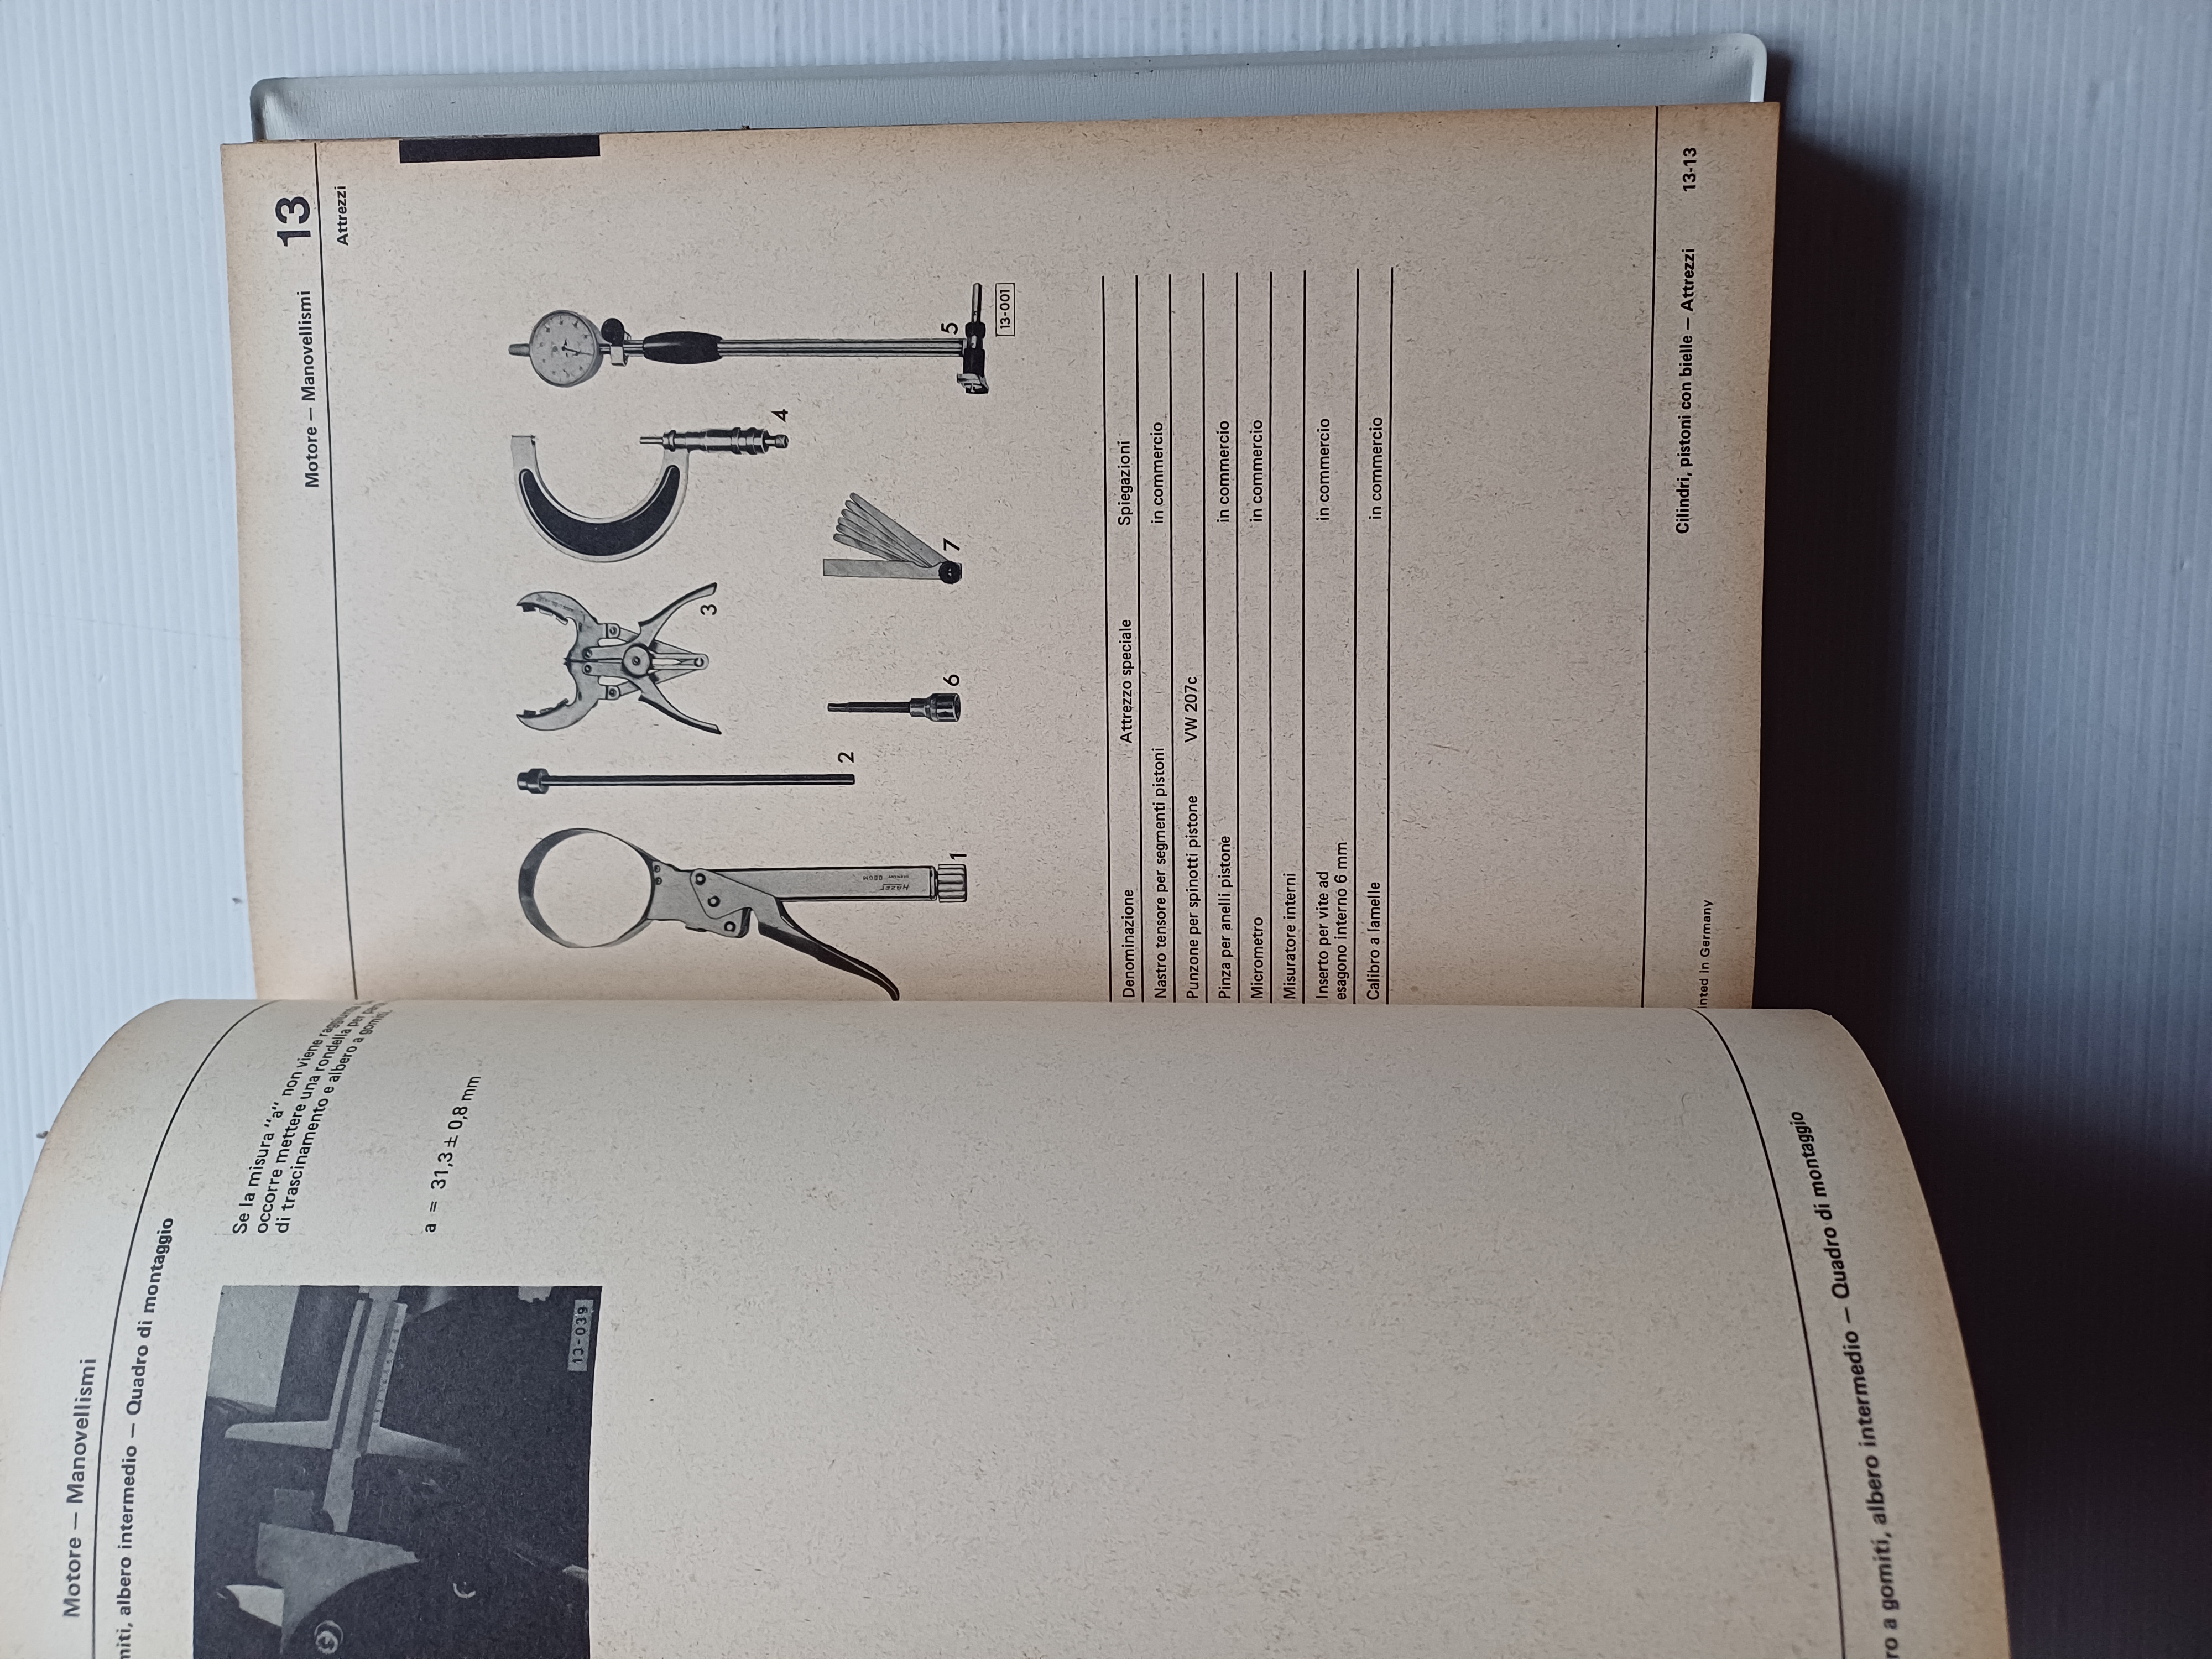 Motore — Manovellismi
miti, albero intermedio — Quadro di montaggio
Se la misura “a“ non viene
occorre mettere una rondella per
di trascinamento e albero a gomiti.
a = 31,3 ± 0,8 mm
13-039
ro a gomiti, albero intermedio — Quadro di montaggio
Motore — Manovellismi 13
Attrezzi
1
2
3
4
5
6
7
Hazet
13-001
Denominazione Attrezzo speciale Spiegazioni
Nastro tensore per segmenti pistoni in commercio
Punzone per spinotti pistone VW 207c
Pinza per anelli pistone in commercio
Micrometro in commercio
Misuratore interni
Inserto per vite ad
esagono interno 6 mm in commercio
Calibro a lamelle in commercio
inted in Germany
Cilindri, pistoni con bielle — Attrezzi 13-13